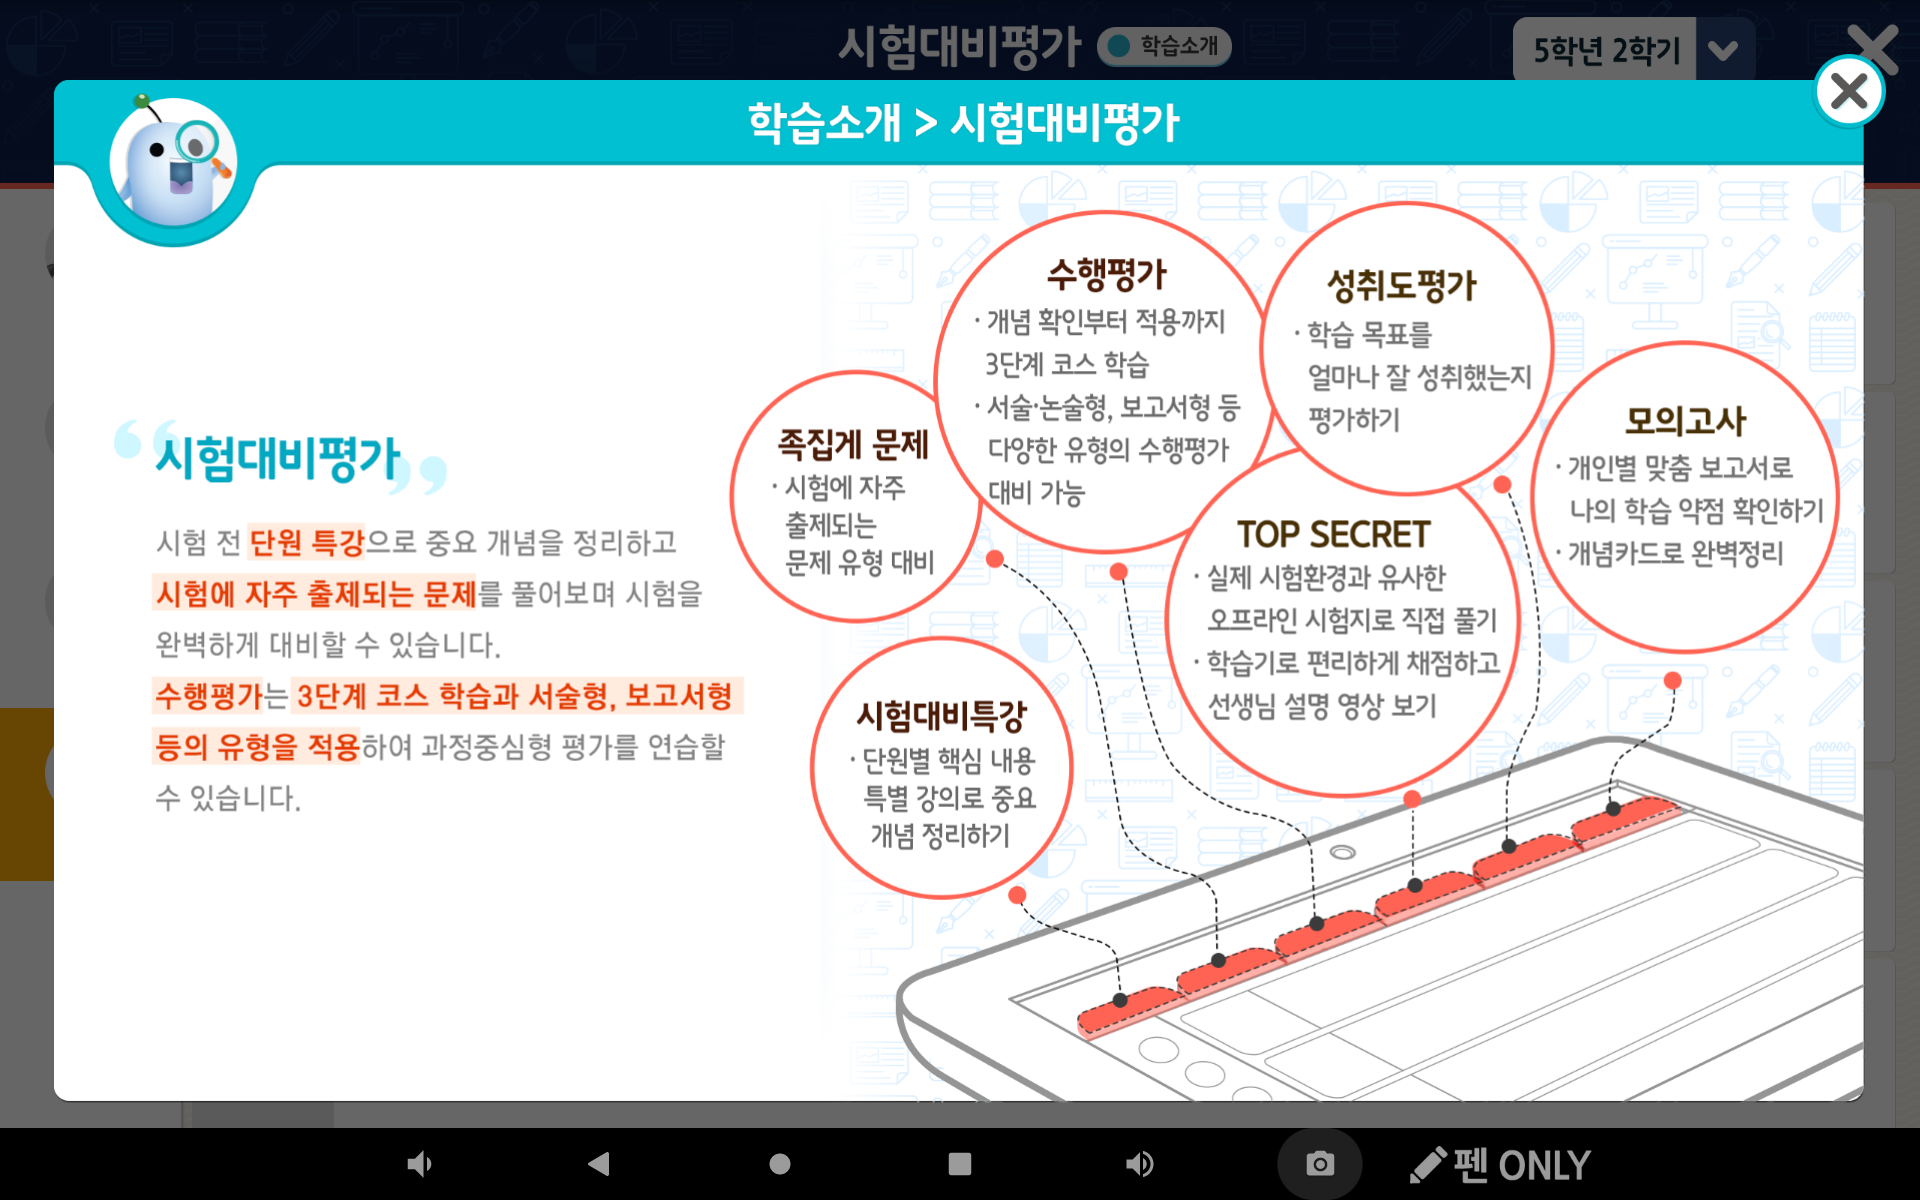 시험대비평가 학습소개
5학년 2학기
학습소개 > 시험대비평가
시험대비평가
시험 전 단원 특강으로 중요 개념을 정리하고
시험에 자주 출제되는 문제를 풀어보며 시험을
완벽하게 대비할 수 있습니다.
수행평가는 3단계 코스 학습과 서술형, 보고서형
등의 유형을 적용하여 과정중심형 평가를 연습할
수 있습니다.
시험대비특강
· 단원별 핵심 내용
특별 강의로 중요
개념 정리하기
족집게 문제
· 시험에 자주
출제되는
문제 유형 대비
수행평가
· 개념 확인부터 적용까지
3단계 코스 학습
· 서술·논술형, 보고서형 등
다양한 유형의 수행평가
대비 가능
TOP SECRET
· 실제 시험환경과 유사한
오프라인 시험지로 직접 풀기
· 학습기로 편리하게 채점하고
선생님 설명 영상 보기
성취도평가
· 학습 목표를
얼마나 잘 성취했는지
평가하기
모의고사
· 개인별 맞춤 보고서로
나의 학습 약점 확인하기
· 개념카드로 완벽정리
펜 ONLY